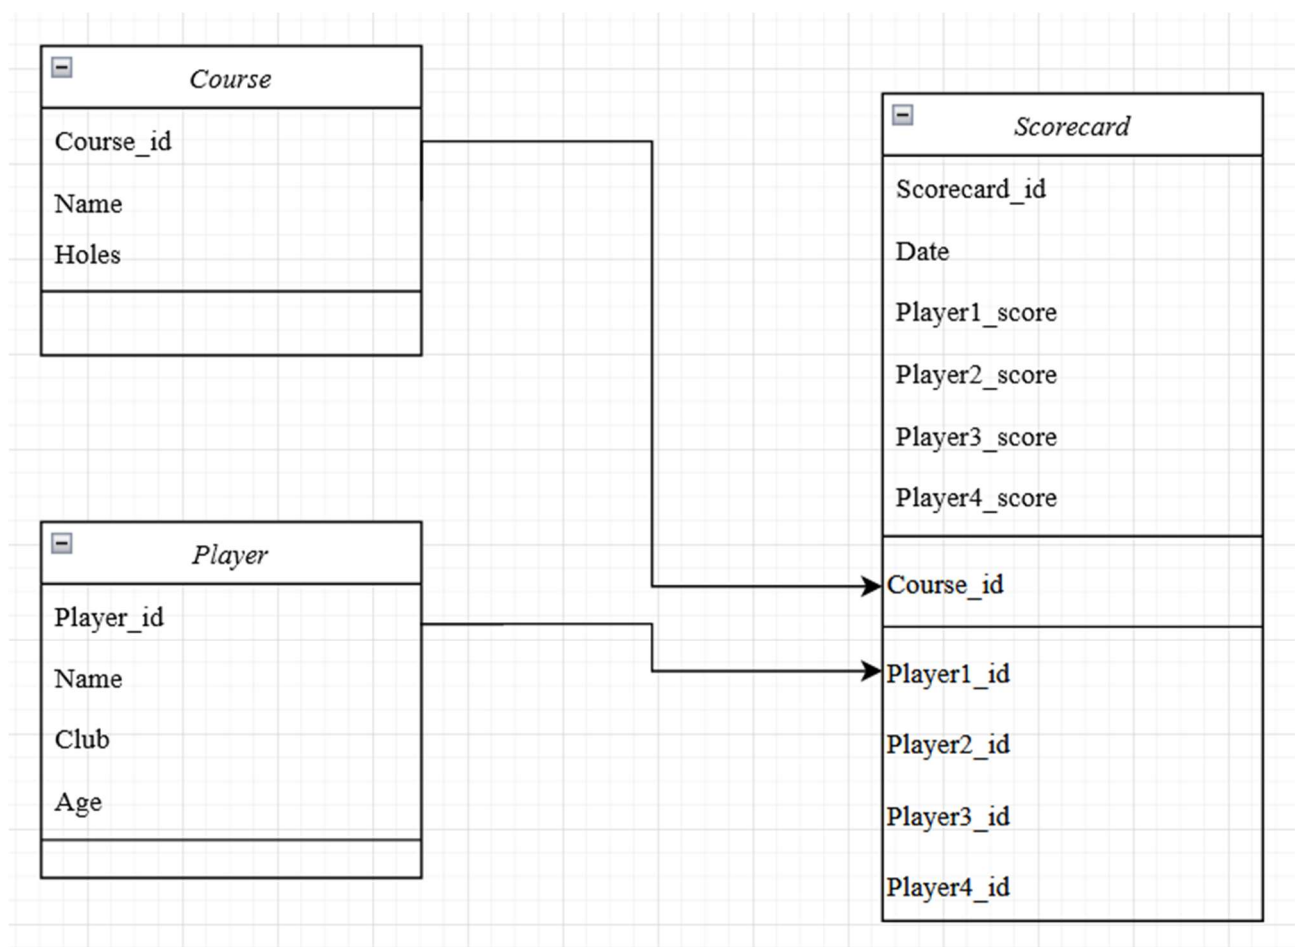 Course
Course_id
Name
Holes
Player
Player_id
Name
Club
Age
Scorecard
Scorecard_id
Date
Player1_score
Player2_score
Player3_score
Player4_score
Course_id
Player1_id
Player2_id
Player3_id
Player4_id